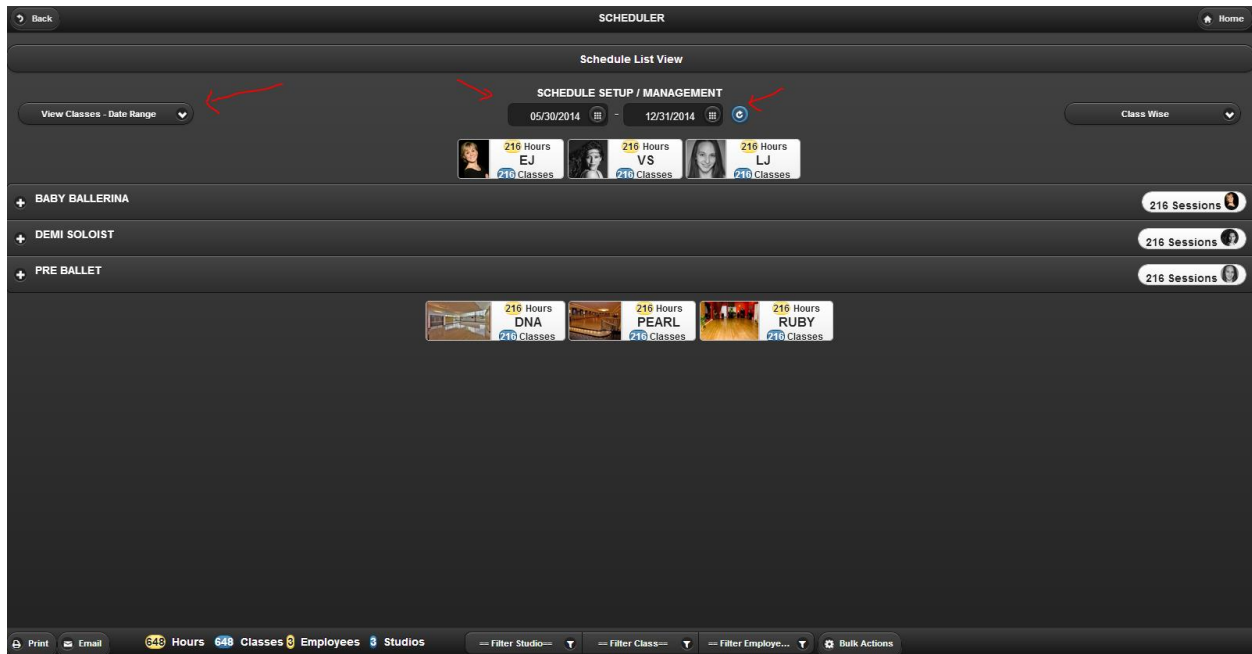 Back SCHEDULER Home
Schedule List View
SCHEDULE SETUP / MANAGEMENT
View Classes - Date Range 05/30/2014 - 12/31/2014 Class Wise
216 Hours 216 Hours 216 Hours
EJ VS LJ
216 Classes 216 Classes 216 Classes
BABY BALLERINA 216 Sessions
DEMI SOLOIST 216 Sessions
PRE BALLET 216 Sessions
216 Hours 216 Hours 216 Hours
DNA PEARL RUBY
216 Classes 216 Classes 216 Classes
Print Email 648 Hours 648 Classes 3 Employees 3 Studios == Filter Studio== == Filter Class== == Filter Employe... Bulk Actions